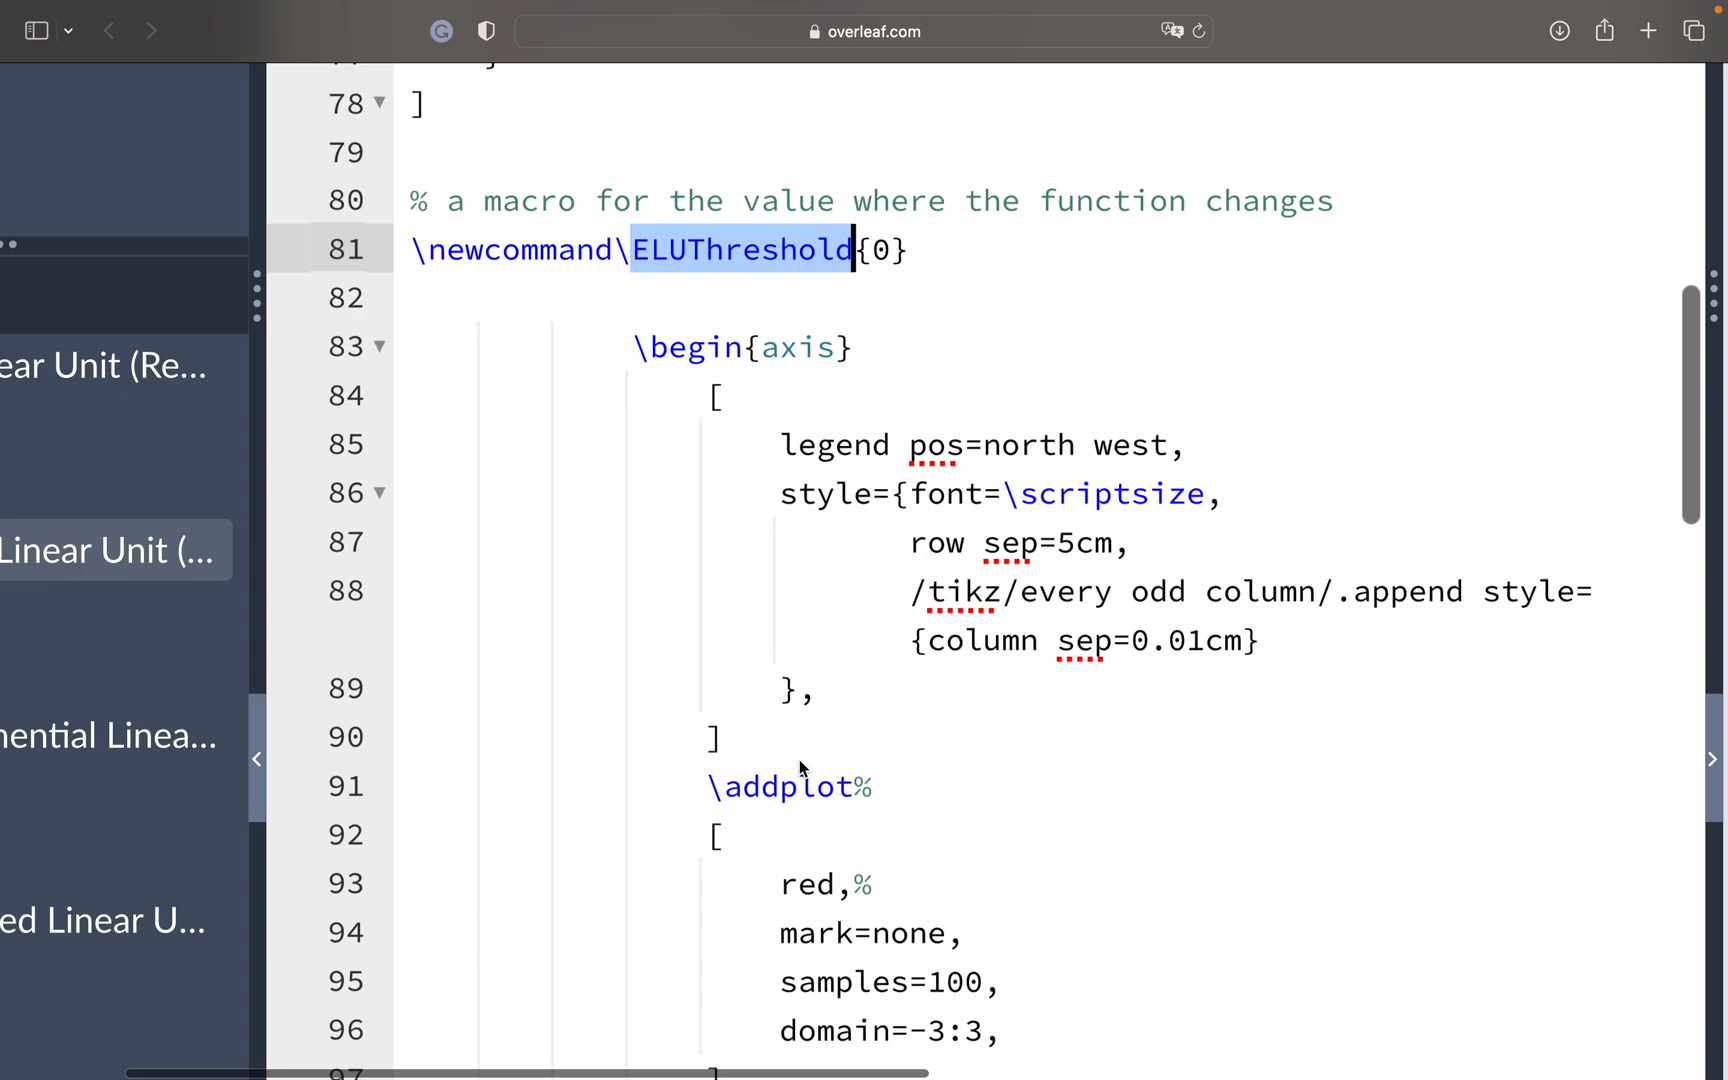 overleaf.com
78 ]
79
80 % a macro for the value where the function changes
81 \newcommand\ELUThreshold{0}
82
83 \begin{axis}
84 [
85 legend pos=north west,
86 style={font=\scriptsize,
87 row sep=5cm,
88 /tikz/every odd column/.append style=
{column sep=0.01cm}
89 },
90 ]
91 \addplot%
92 [
93 red,%
94 mark=none,
95 samples=100,
96 domain=-3:3,
97 ]
ear Unit (Re...
Linear Unit (...
nential Linea...
ed Linear U...